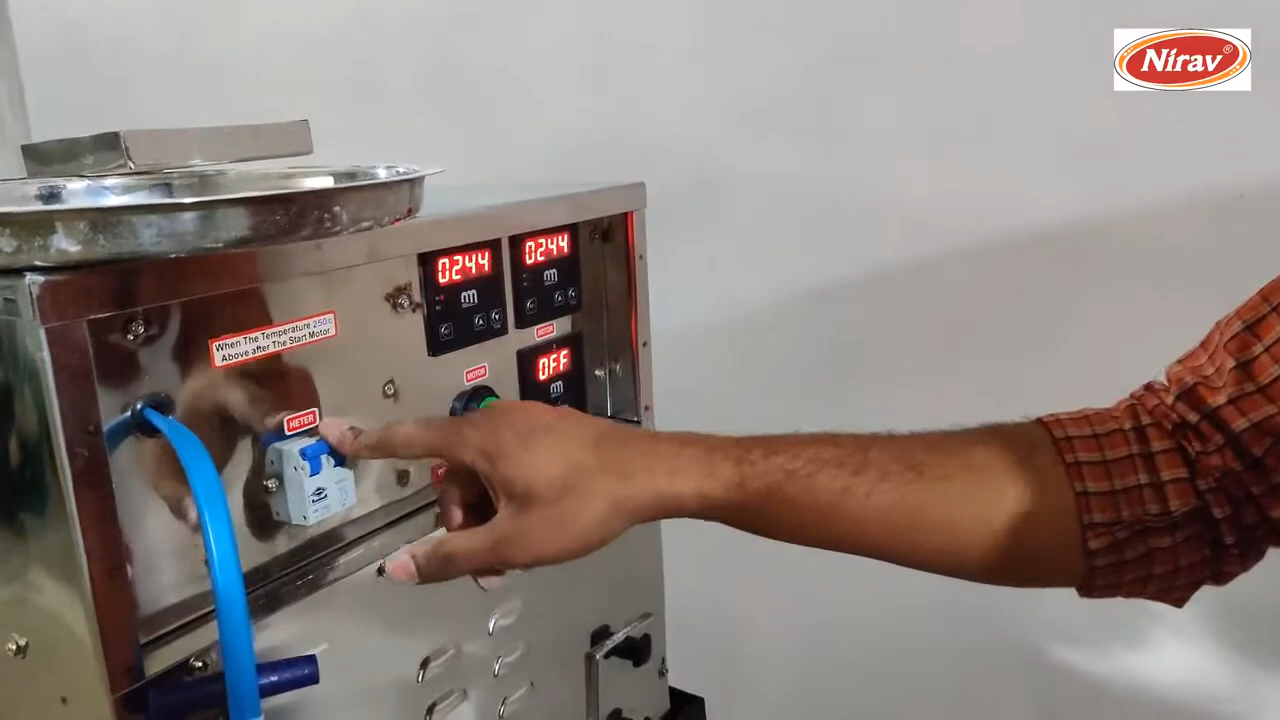 Nirav®
0244
0244
When The Temperature 250c
Above after The Start Motor
MOTOR
OFF
MOTOR
HETER